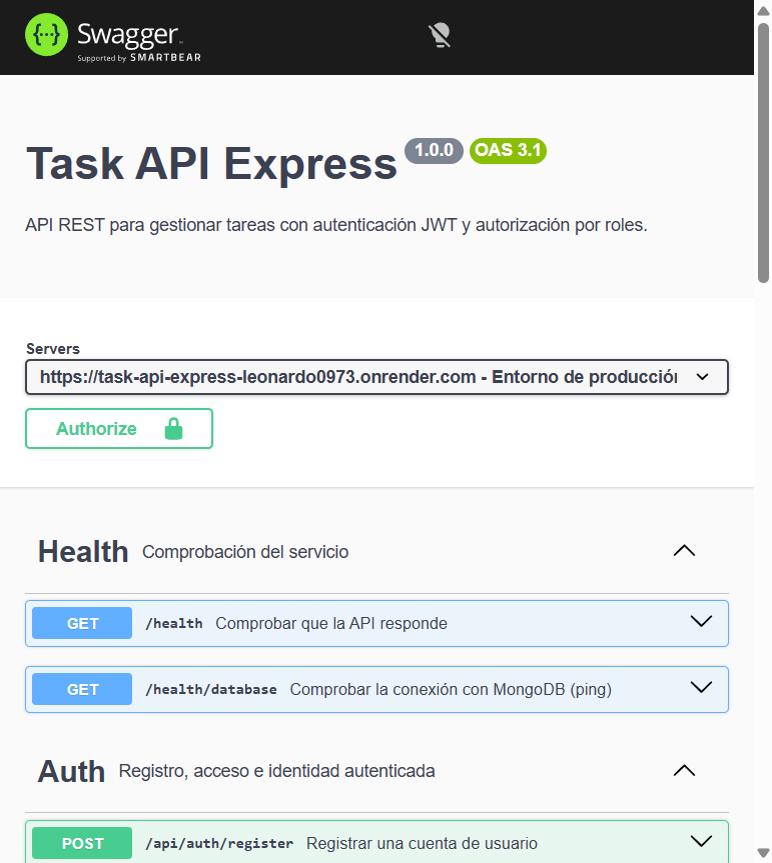 {···} Swagger
Supported by SMARTBEAR
Task API Express 1.0.0 OAS 3.1
API REST para gestionar tareas con autenticación JWT y autorización por roles.
Servers
https://task-api-express-leonardo0973.onrender.com - Entorno de producción
Authorize
Health Comprobación del servicio
GET /health Comprobar que la API responde
GET /health/database Comprobar la conexión con MongoDB (ping)
Auth Registro, acceso e identidad autenticada
POST /api/auth/register Registrar una cuenta de usuario